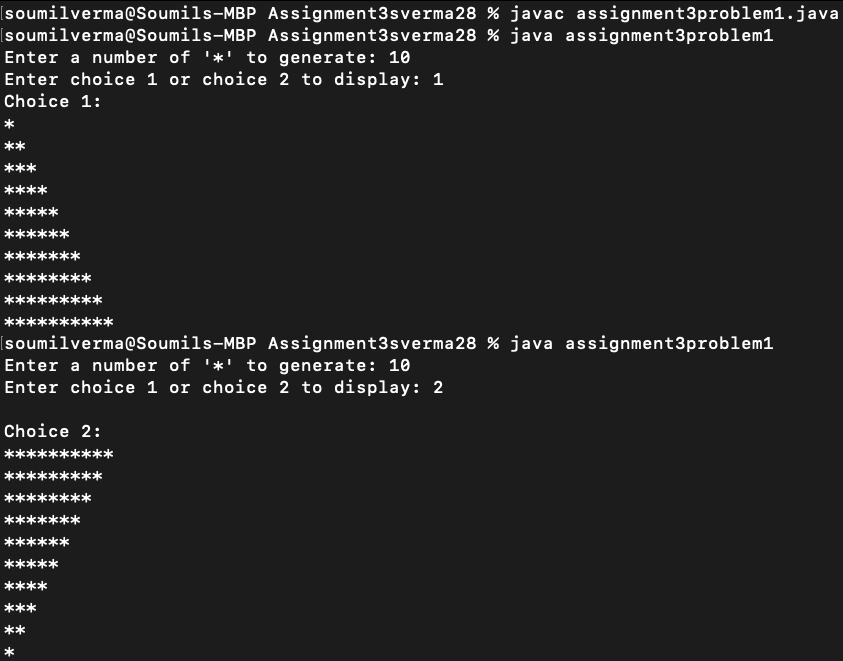 [soumilverma@Soumils-MBP Assignment3sverma28 % javac assignment3problem1.java
[soumilverma@Soumils-MBP Assignment3sverma28 % java assignment3problem1
Enter a number of '*' to generate: 10
Enter choice 1 or choice 2 to display: 1
Choice 1:
*
**
***
****
*****
******
*******
********
*********
**********
[soumilverma@Soumils-MBP Assignment3sverma28 % java assignment3problem1
Enter a number of '*' to generate: 10
Enter choice 1 or choice 2 to display: 2

Choice 2:
**********
*********
********
*******
******
*****
****
***
**
*